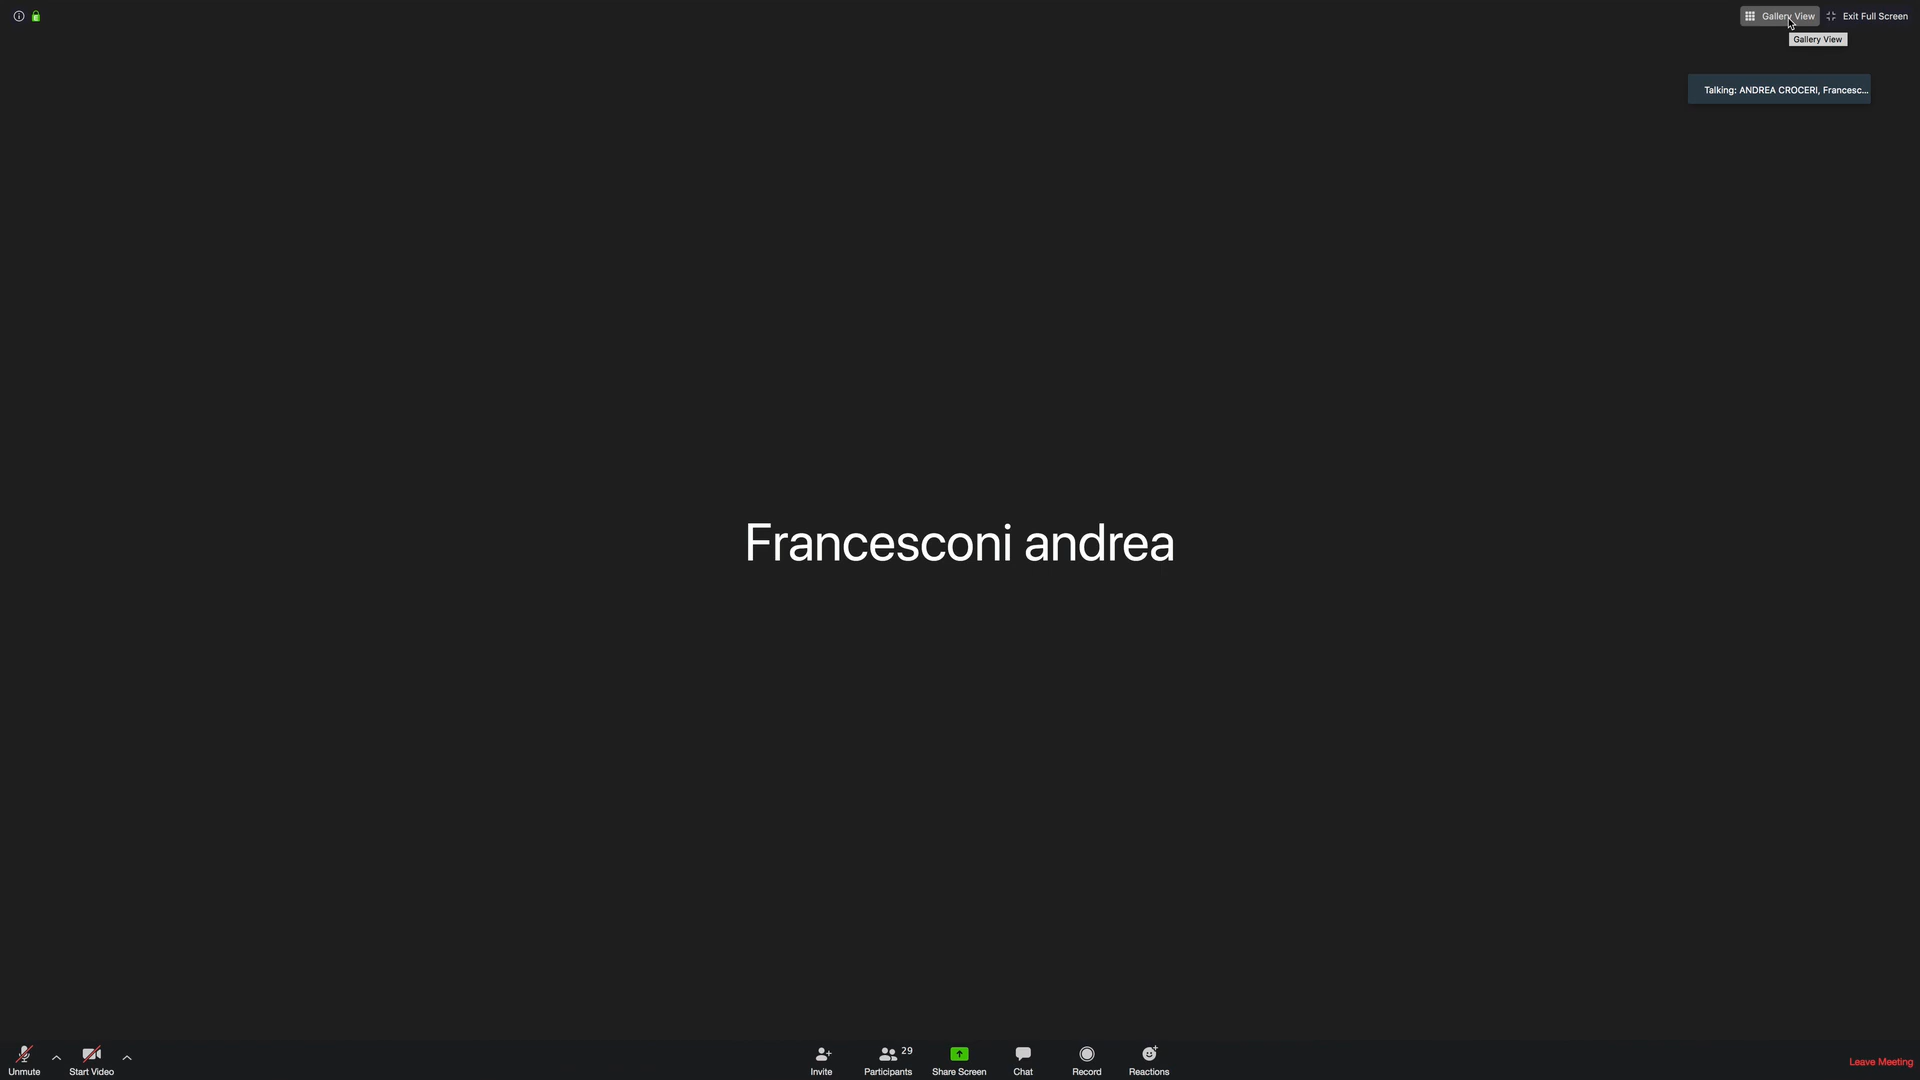 Gallery View
Exit Full Screen
Gallery View
Talking: ANDREA CROCERI, Francesc...
Francesconi andrea
Unmute
Start Video
Invite
Participants
29
Share Screen
Chat
Record
Reactions
Leave Meeting